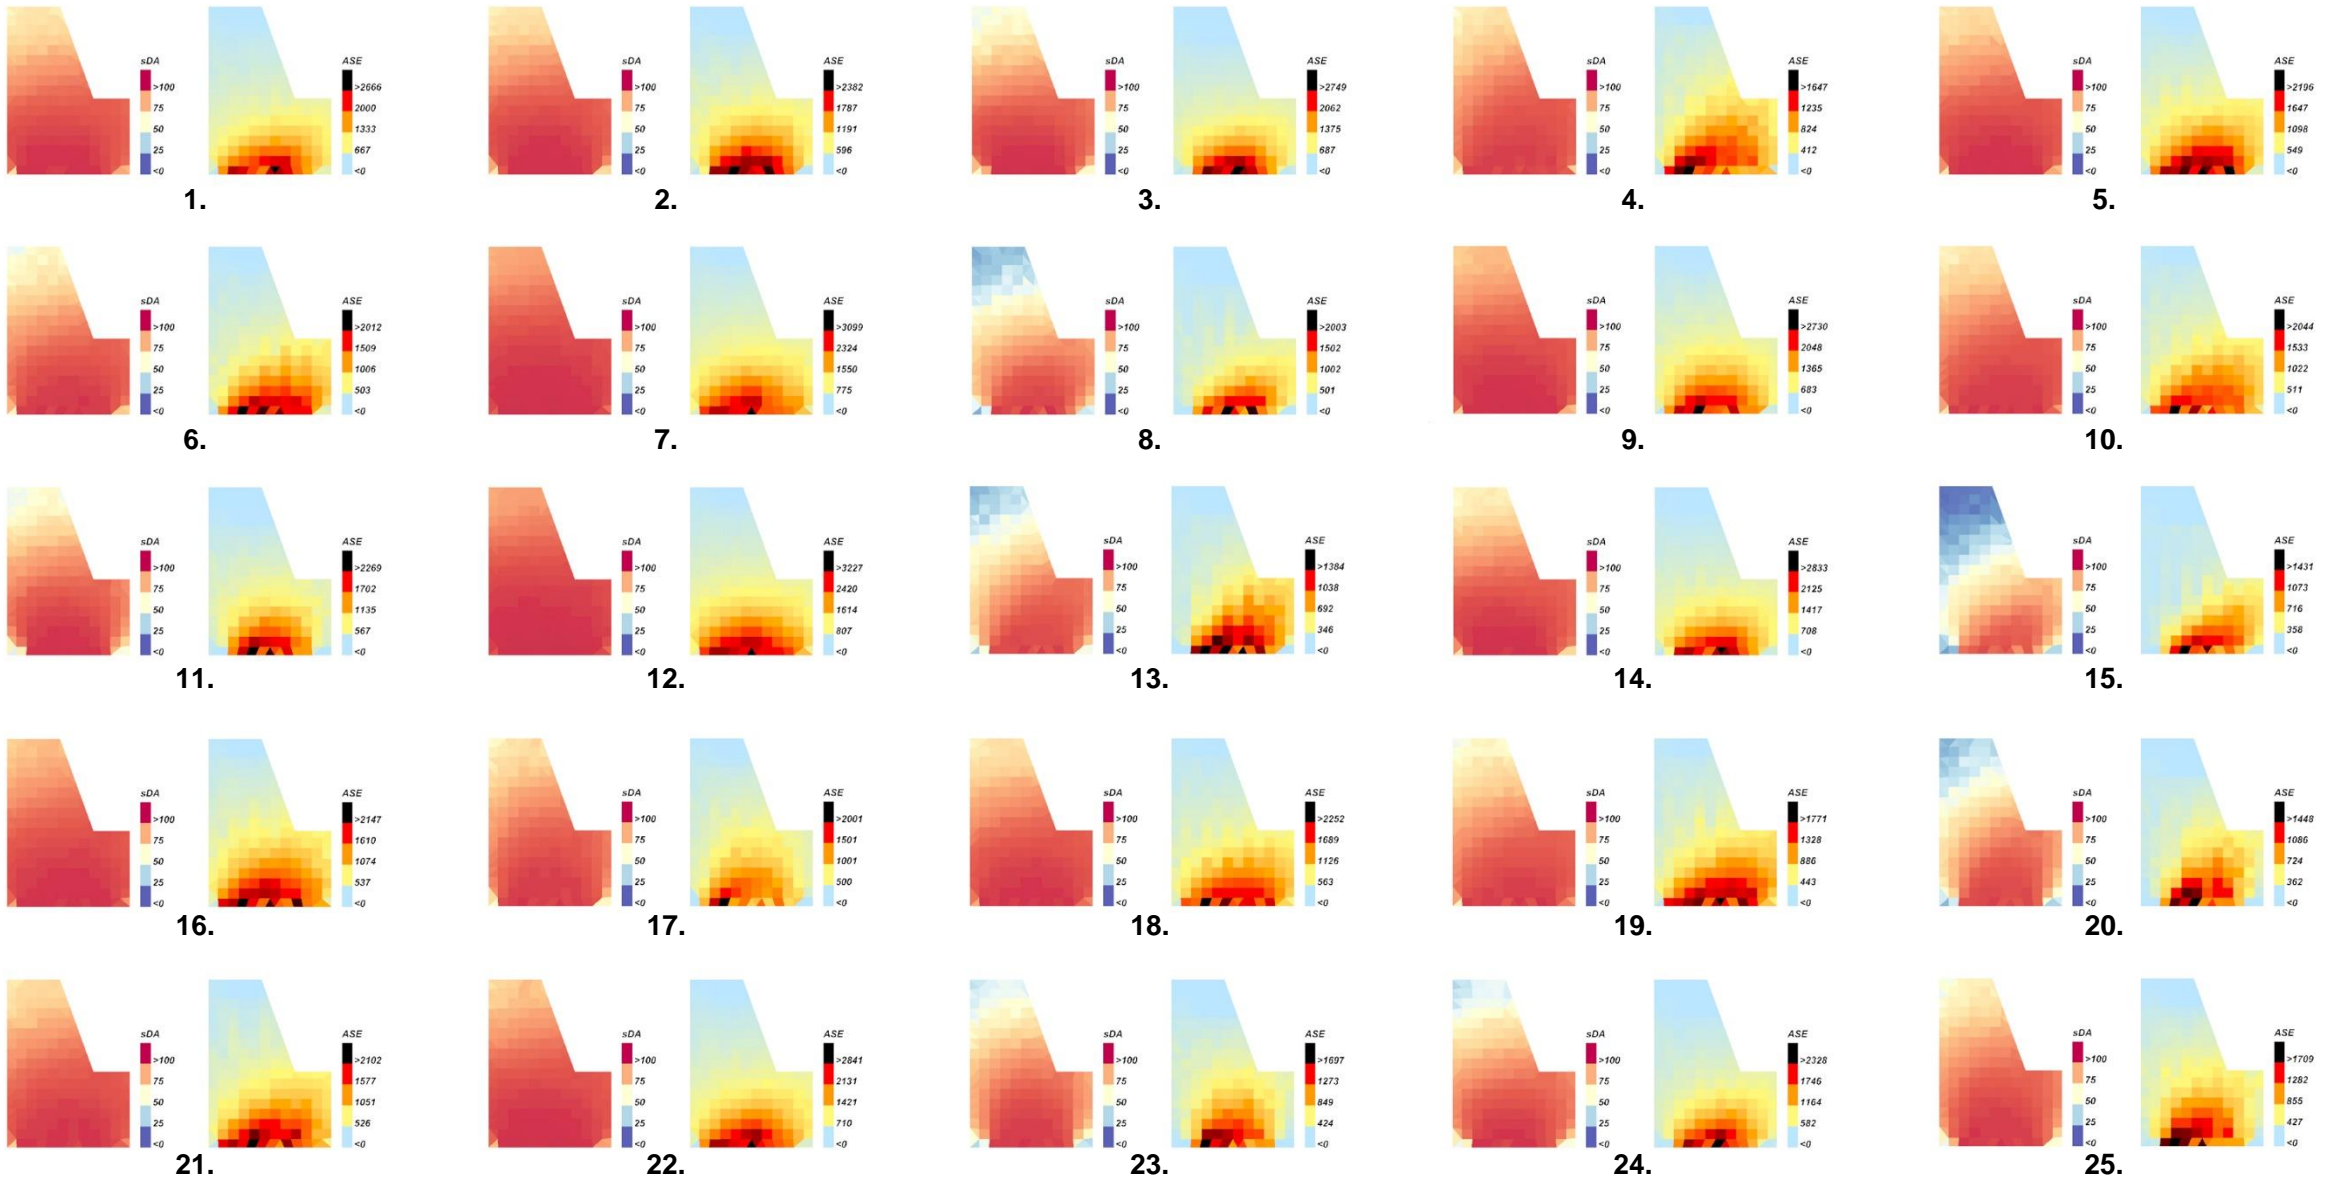 sDA >100 75 50 25 <0 ASE >2666 2000 1333 667 <0
1.
sDA >100 75 50 25 <0 ASE >2382 1787 1191 596 <0
2.
sDA >100 75 50 25 <0 ASE >2749 2062 1375 687 <0
3.
sDA >100 75 50 25 <0 ASE >1647 1235 824 412 <0
4.
sDA >100 75 50 25 <0 ASE >2196 1647 1098 549 <0
5.
sDA >100 75 50 25 <0 ASE >2012 1509 1006 503 <0
6.
sDA >100 75 50 25 <0 ASE >3099 2324 1550 775 <0
7.
sDA >100 75 50 25 <0 ASE >2003 1502 1002 501 <0
8.
sDA >100 75 50 25 <0 ASE >2730 2048 1365 683 <0
9.
sDA >100 75 50 25 <0 ASE >2044 1533 1022 511 <0
10.
sDA >100 75 50 25 <0 ASE >2269 1702 1135 567 <0
11.
sDA >100 75 50 25 <0 ASE >3227 2420 1614 807 <0
12.
sDA >100 75 50 25 <0 ASE >1384 1038 692 346 <0
13.
sDA >100 75 50 25 <0 ASE >2833 2125 1417 708 <0
14.
sDA >100 75 50 25 <0 ASE >1431 1073 716 358 <0
15.
sDA >100 75 50 25 <0 ASE >2147 1610 1074 537 <0
16.
sDA >100 75 50 25 <0 ASE >2001 1501 1001 500 <0
17.
sDA >100 75 50 25 <0 ASE >2252 1689 1126 563 <0
18.
sDA >100 75 50 25 <0 ASE >1771 1328 886 443 <0
19.
sDA >100 75 50 25 <0 ASE >1448 1086 724 362 <0
20.
sDA >100 75 50 25 <0 ASE >2102 1577 1051 526 <0
21.
sDA >100 75 50 25 <0 ASE >2841 2131 1421 710 <0
22.
sDA >100 75 50 25 <0 ASE >1697 1273 849 424 <0
23.
sDA >100 75 50 25 <0 ASE >2328 1746 1164 582 <0
24.
sDA >100 75 50 25 <0 ASE >1709 1282 855 427 <0
25.